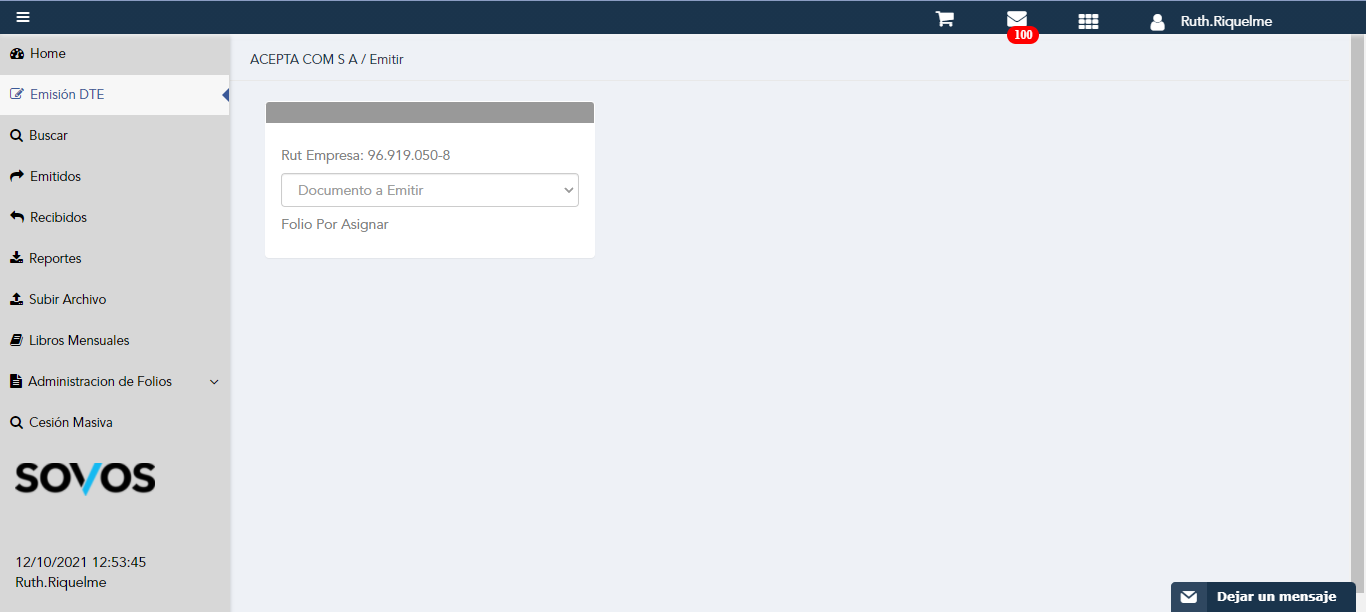 100
Ruth.Riquelme
Home
Emisión DTE
Buscar
Emitidos
Recibidos
Reportes
Subir Archivo
Libros Mensuales
Administracion de Folios
Cesión Masiva
SOVOS
12/10/2021 12:53:45
Ruth.Riquelme
ACEPTA COM S A / Emitir
Rut Empresa: 96.919.050-8
Documento a Emitir
Folio Por Asignar
Dejar un mensaje